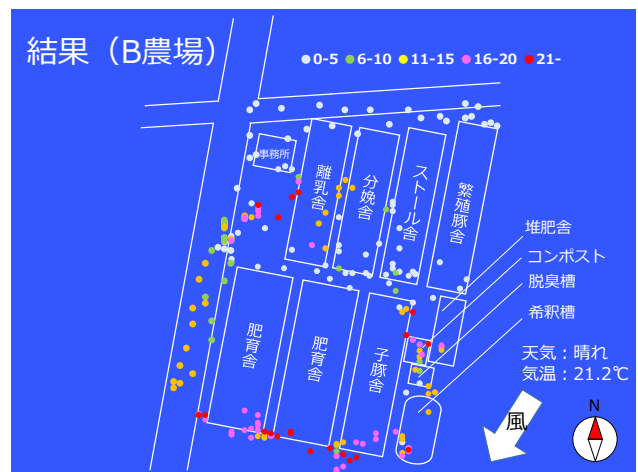 結果（B農場）
0-5 6-10 11-15 16-20 21-
事務所
離乳舎
分娩舎
ストール舎
繁殖豚舎
堆肥舎
コンポスト
脱臭槽
希釈槽
肥育舎
肥育舎
子豚舎
天気：晴れ
気温：21.2℃
風
N